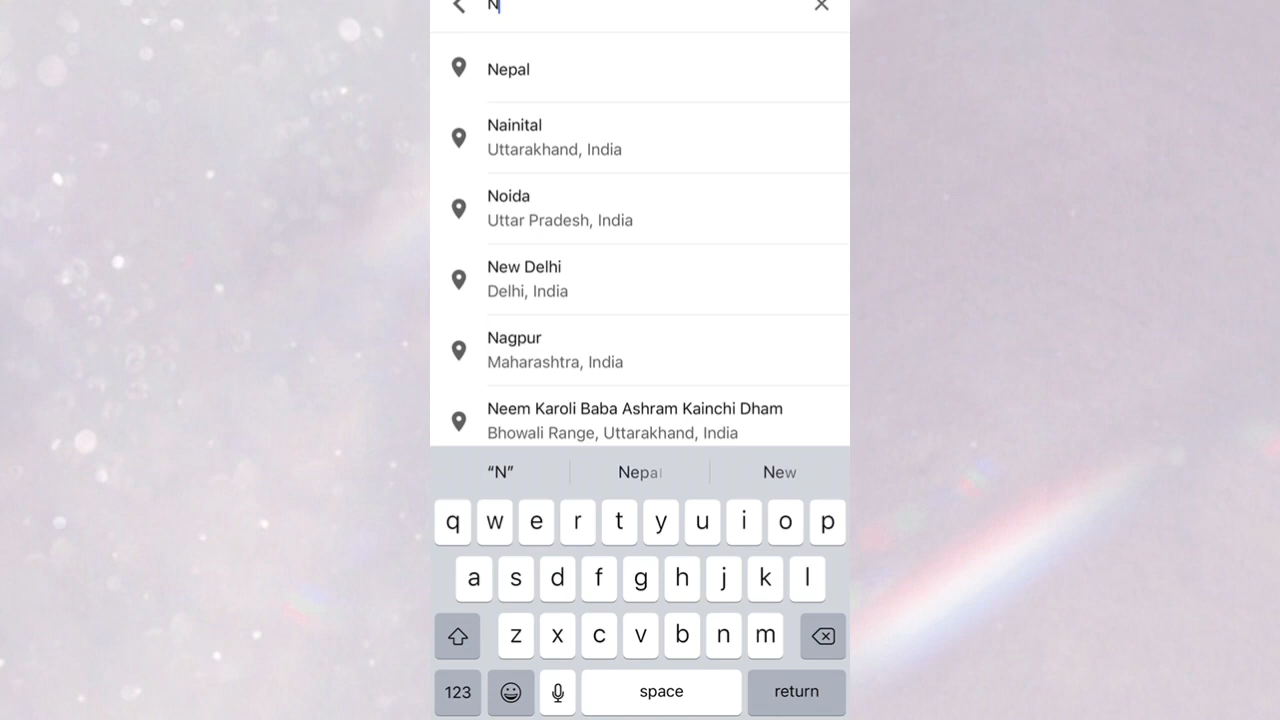 N
Nepal
Nainital
Uttarakhand, India
Noida
Uttar Pradesh, India
New Delhi
Delhi, India
Nagpur
Maharashtra, India
Neem Karoli Baba Ashram Kainchi Dham
Bhowali Range, Uttarakhand, India
“N” Nepal New
q w e r t y u i o p
a s d f g h j k l
z x c v b n m
123 space return